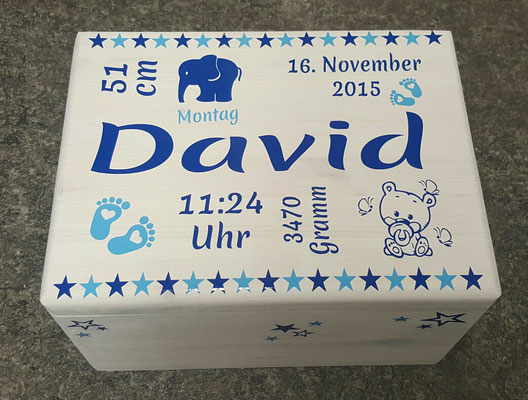 51
cm
Montag
16. November
2015
David
11:24
Uhr
3470
Gramm